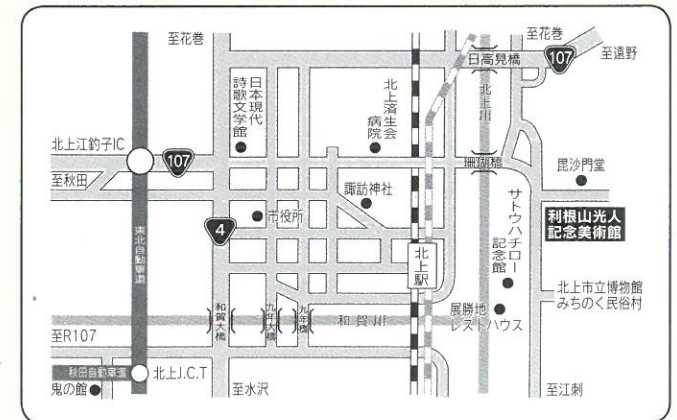 至花巻
至花巻
107
至遠野
日高見橋
日本現代
詩歌文学館
北上済生会
病院
北上川
北上江釣子IC
107
珊瑚橋
毘沙門堂
至秋田
諏訪神社
サトウハチロー
記念館
利根山光人
記念美術館
4
市役所
東北自動車道
北上駅
北上市立博物館
みちのく民俗村
展勝地
レストハウス
和賀大橋
九年大橋
九年橋
和賀川
至R107
秋田自動車道
北上J.C.T
鬼の館
至水沢
至江刺